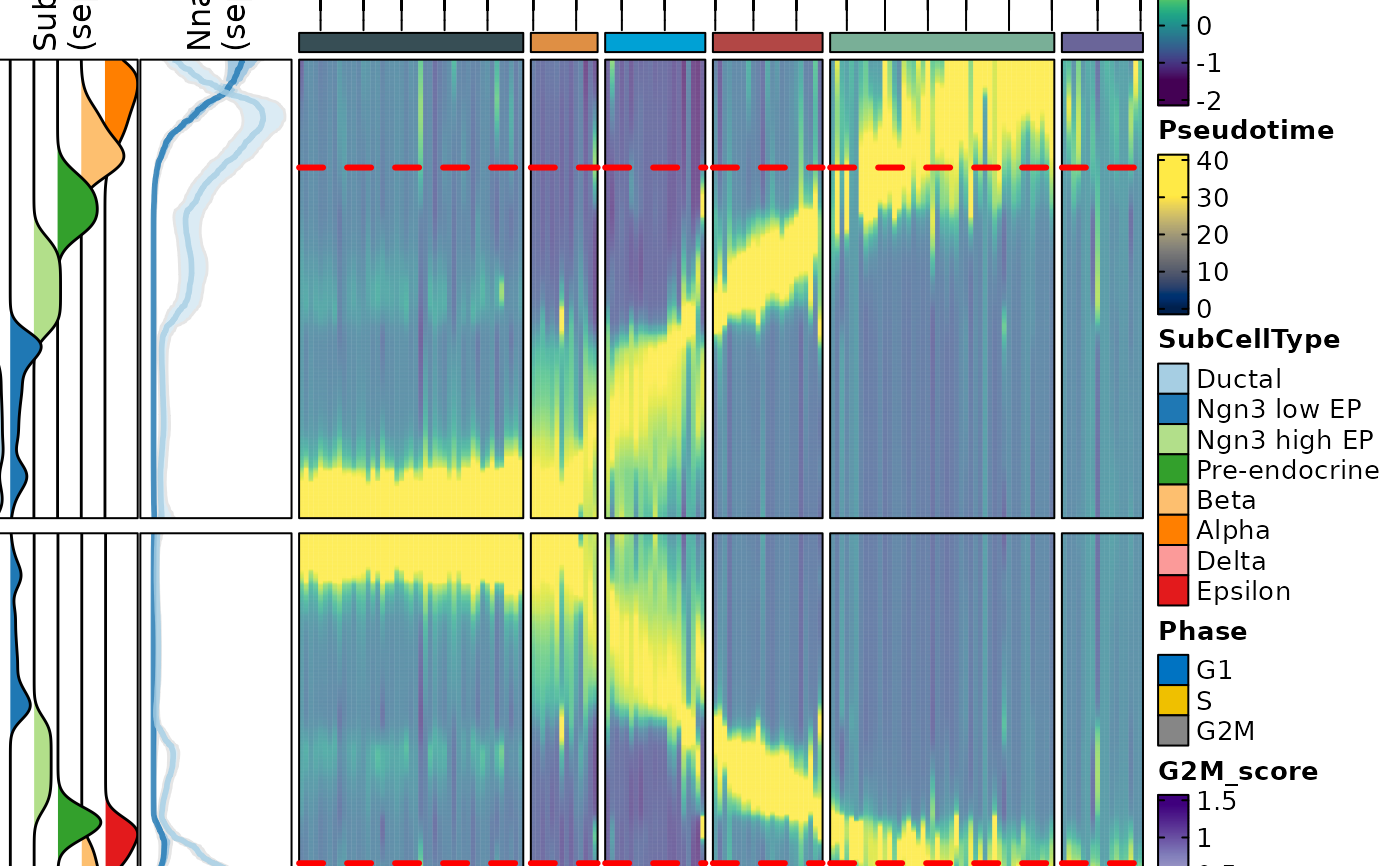 Sub
(se
Nna
(se
0
-1
-2
Pseudotime
40
30
20
10
0
SubCellType
Ductal
Ngn3 low EP
Ngn3 high EP
Pre-endocrine
Beta
Alpha
Delta
Epsilon
Phase
G1
S
G2M
G2M_score
1.5
1